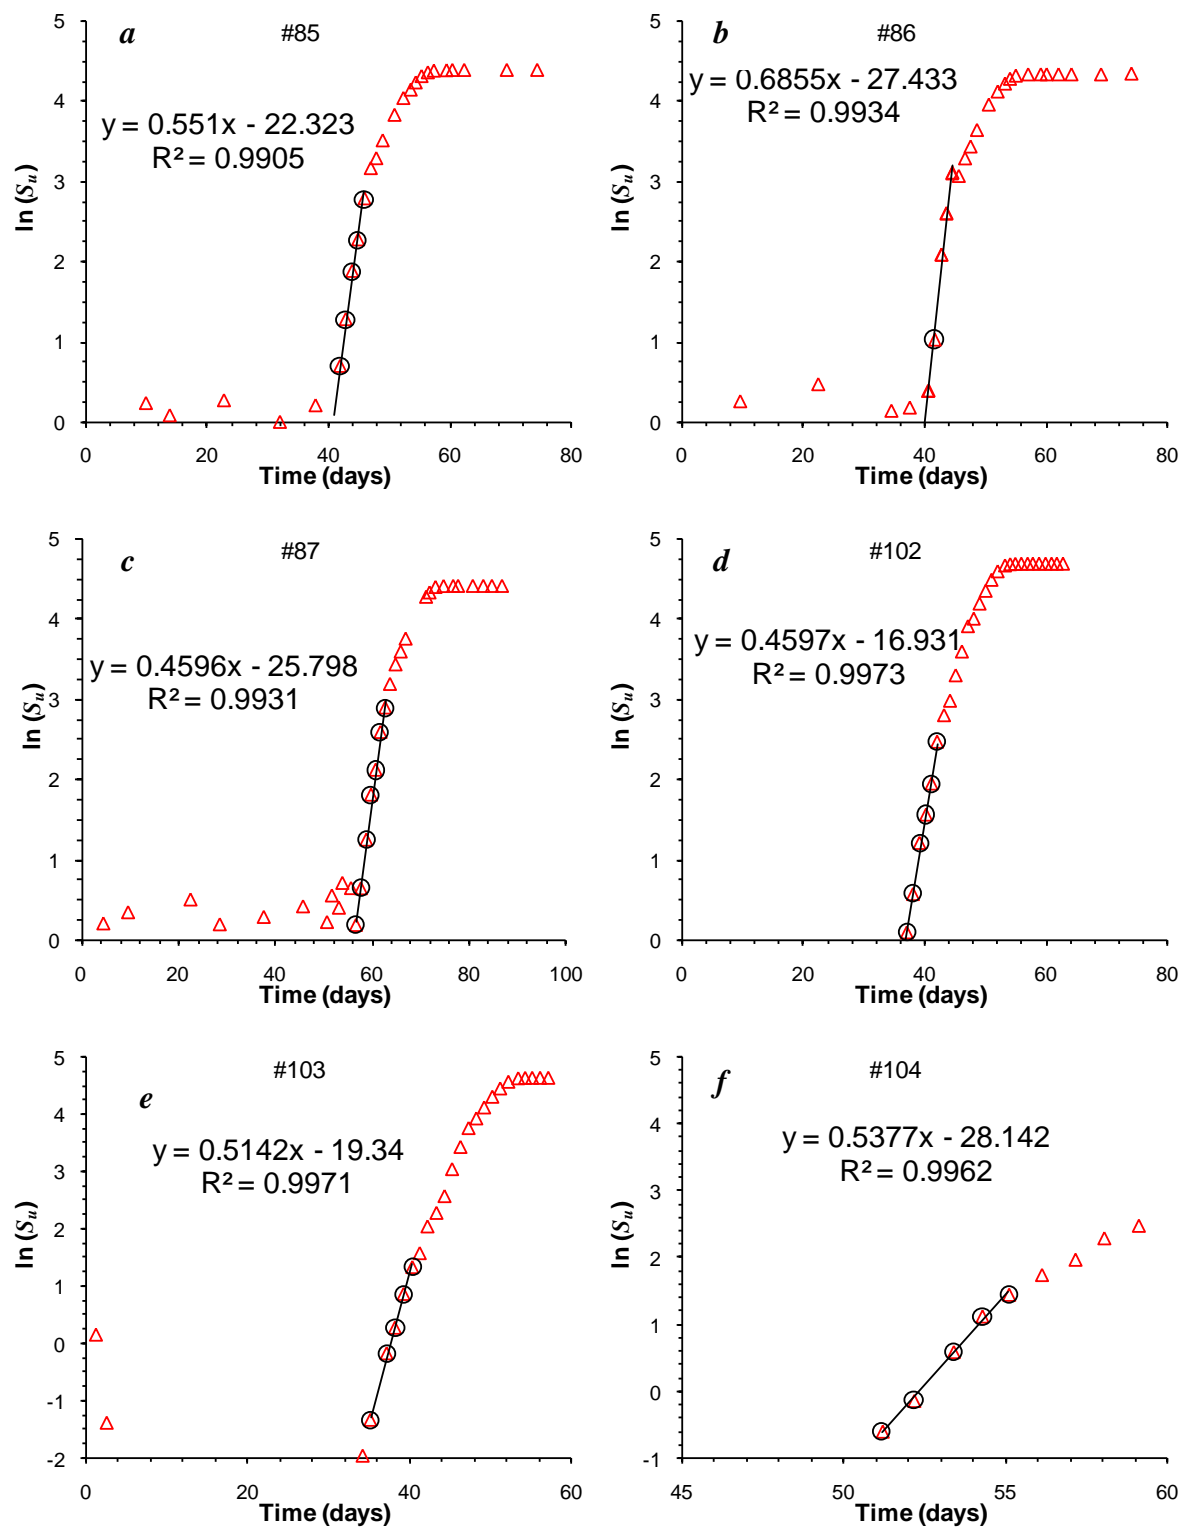 a #85
y = 0.551x - 22.323
R² = 0.9905
5
4
3
2
1
0
ln (Su)
0 20 40 60 80
Time (days)
b #86
y = 0.6855x - 27.433
R² = 0.9934
5
4
3
2
1
0
ln (Su)
0 20 40 60 80
Time (days)
c #87
y = 0.4596x - 25.798
R² = 0.9931
5
4
3
2
1
0
ln (Su)
0 20 40 60 80 100
Time (days)
d #102
y = 0.4597x - 16.931
R² = 0.9973
5
4
3
2
1
0
ln (Su)
0 20 40 60 80
Time (days)
e #103
y = 0.5142x - 19.34
R² = 0.9971
5
4
3
2
1
0
-1
-2
ln (Su)
0 20 40 60
Time (days)
f #104
y = 0.5377x - 28.142
R² = 0.9962
5
4
3
2
1
0
-1
ln (Su)
45 50 55 60
Time (days)